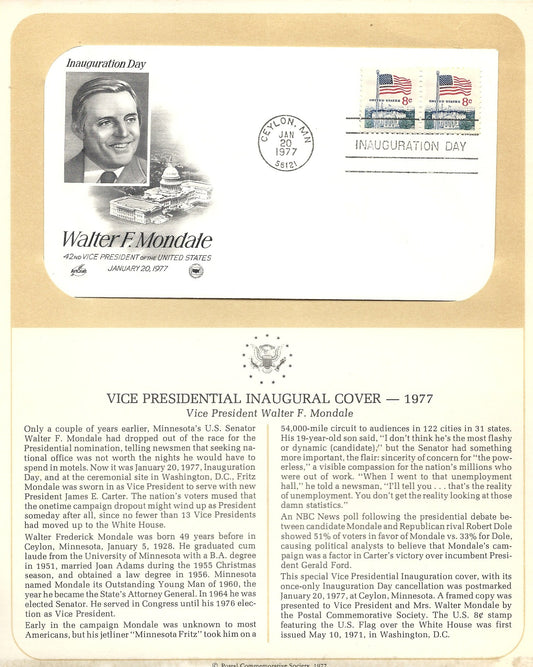 Inauguration Day
Walter F. Mondale
42ND VICE PRESIDENT OF THE UNITED STATES
JANUARY 20, 1977
UNITED STATES 8c
UNITED STATES 8c
CEYLON, MN
JAN
20
1977
56121
INAUGURATION DAY
VICE PRESIDENTIAL INAUGURAL COVER — 1977
Vice President Walter F. Mondale
Only a couple of years earlier, Minnesota's U.S. Senator
Walter F. Mondale had dropped out of the race for the
Presidential nomination, telling newsmen that seeking na-
tional office was not worth the nights he would have to
spend in motels. Now it was January 20, 1977, Inauguration
Day, and at the ceremonial site in Washington, D.C., Fritz
Mondale was sworn in as Vice President to serve with new
President James E. Carter. The nation's voters mused that
the onetime campaign dropout might wind up as President
someday after all, since no fewer than 13 Vice Presidents
had moved up to the White House.
Walter Frederick Mondale was born 49 years before in
Ceylon, Minnesota, January 5, 1928. He graduated cum
laude from the University of Minnesota with a B.A. degree
in 1951, married Joan Adams during the 1955 Christmas
season, and obtained a law degree in 1956. Minnesota
named Mondale its Outstanding Young Man of 1960, the
year he became the State's Attorney General. In 1964 he was
elected Senator. He served in Congress until his 1976 elec-
tion as Vice President.
Early in the campaign Mondale was unknown to most
Americans, but his jetliner "Minnesota Fritz" took him on a
54,000-mile circuit to audiences in 122 cities in 31 states.
His 19-year-old son said, "I don't think he's the most flashy
or dynamic (candidate)," but the Senator had something
more important, the flair: sincerity of concern for "the pow-
erless," a visible compassion for the nation's millions who
were out of work. "When I went to that unemployment
hall," he told a newsman, "I'll tell you . . . that's the reality
of unemployment. You don't get the reality looking at those
damn statistics."
An NBC News poll following the presidential debate be-
tween candidate Mondale and Republican rival Robert Dole
showed 51% of voters in favor of Mondale vs. 33% for Dole,
causing political analysts to believe that Mondale's cam-
paign was a factor in Carter's victory over incumbent Presi-
dent Gerald Ford.
This special Vice Presidential Inauguration cover, with its
once-only Inauguration Day cancellation was postmarked
January 20, 1977, at Ceylon, Minnesota. A framed copy was
presented to Vice President and Mrs. Walter Mondale by
the Postal Commemorative Society. The U.S. 8¢ stamp
featuring the U.S. Flag over the White House was first
issued May 10, 1971, in Washington, D.C.
© Postal Commemorative Society, 1977